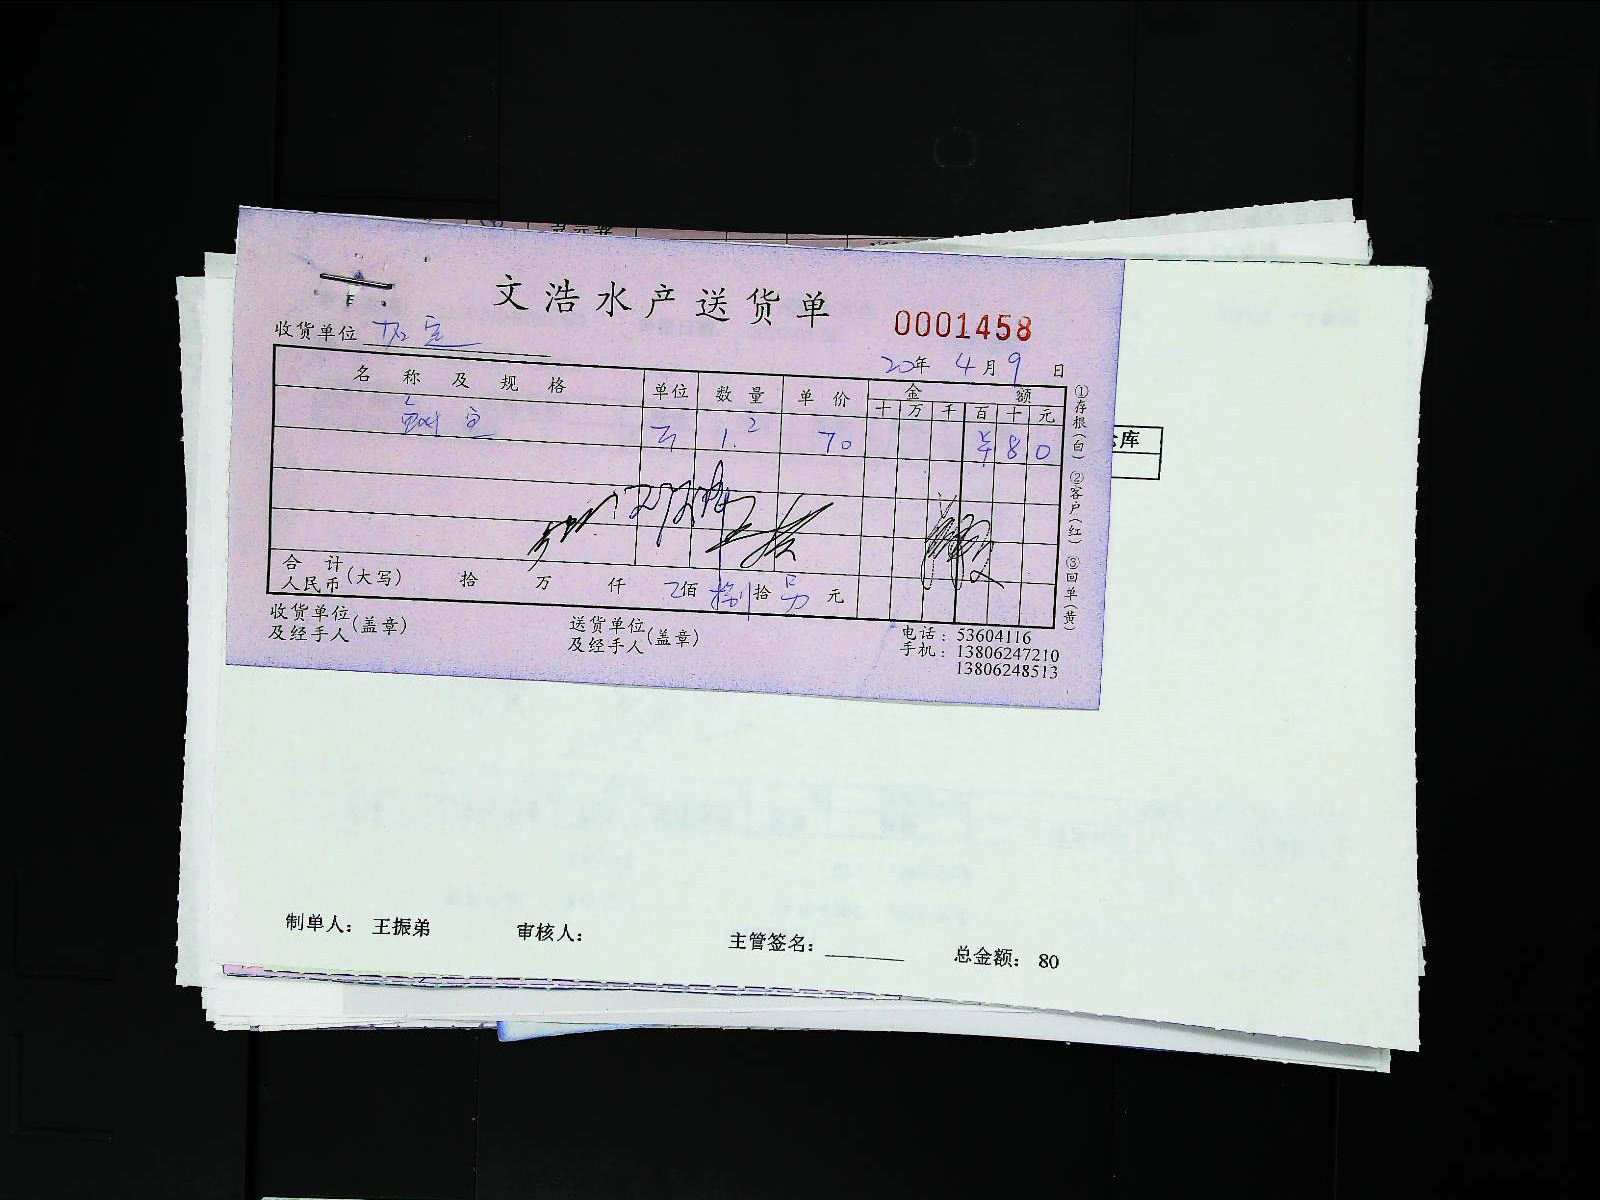 文浩水产送货单
0001458
收货单位
20年 4月9日
名称及规格 单位 数量 单价 金额
十 万 千 百 十 元
1.2 70 ¥ 8 0
合计
人民币(大写) 拾 万 仟 佰 捌拾 元
收货单位
及经手人(盖章)
送货单位
及经手人(盖章)
电话：53604116
手机：13806247210
13806248513
①存根(白) ②客户(红) ③回单(黄)
库
制单人： 王振弟 审核人： 主管签名： 总金额： 80